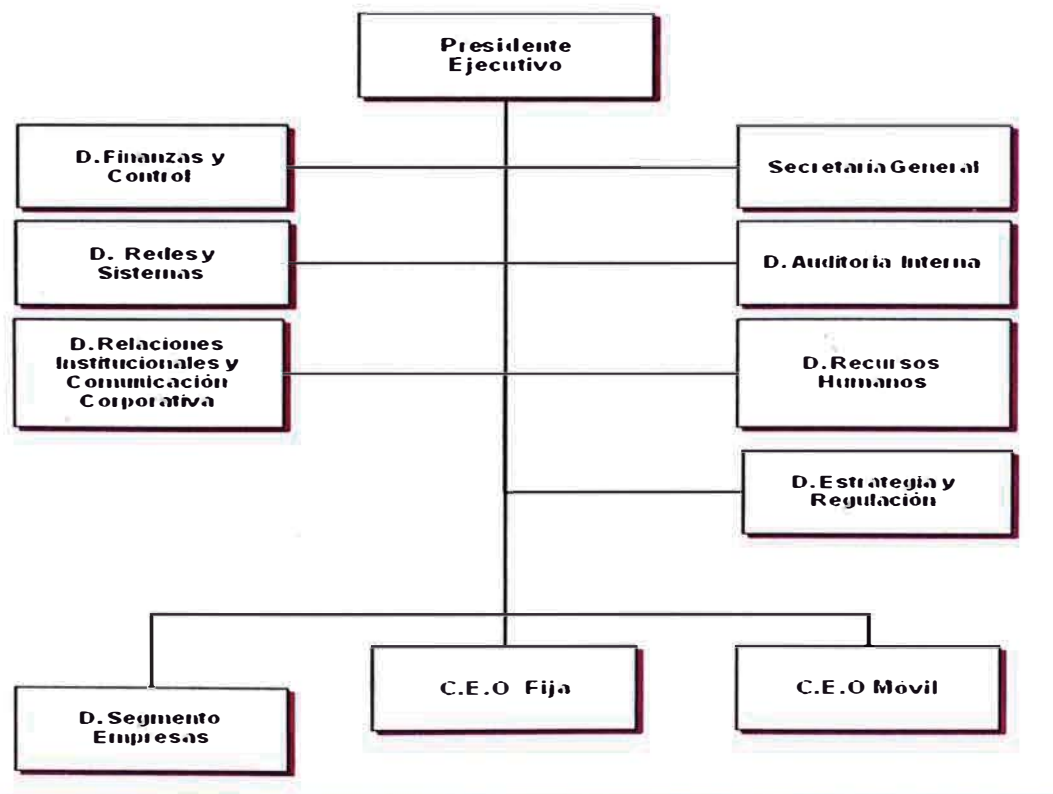 Presidente
Ejecutivo
D. Finanzas y
Control
Secretaría General
D. Redes y
Sistemas
D. Auditoria Interna
D. Relaciones
Institucionales y
Comunicación
Corporativa
D. Recursos
Humanos
D. Estrategia y
Regulación
D. Segmento
Empresas
C.E.O Fija
C.E.O Móvil